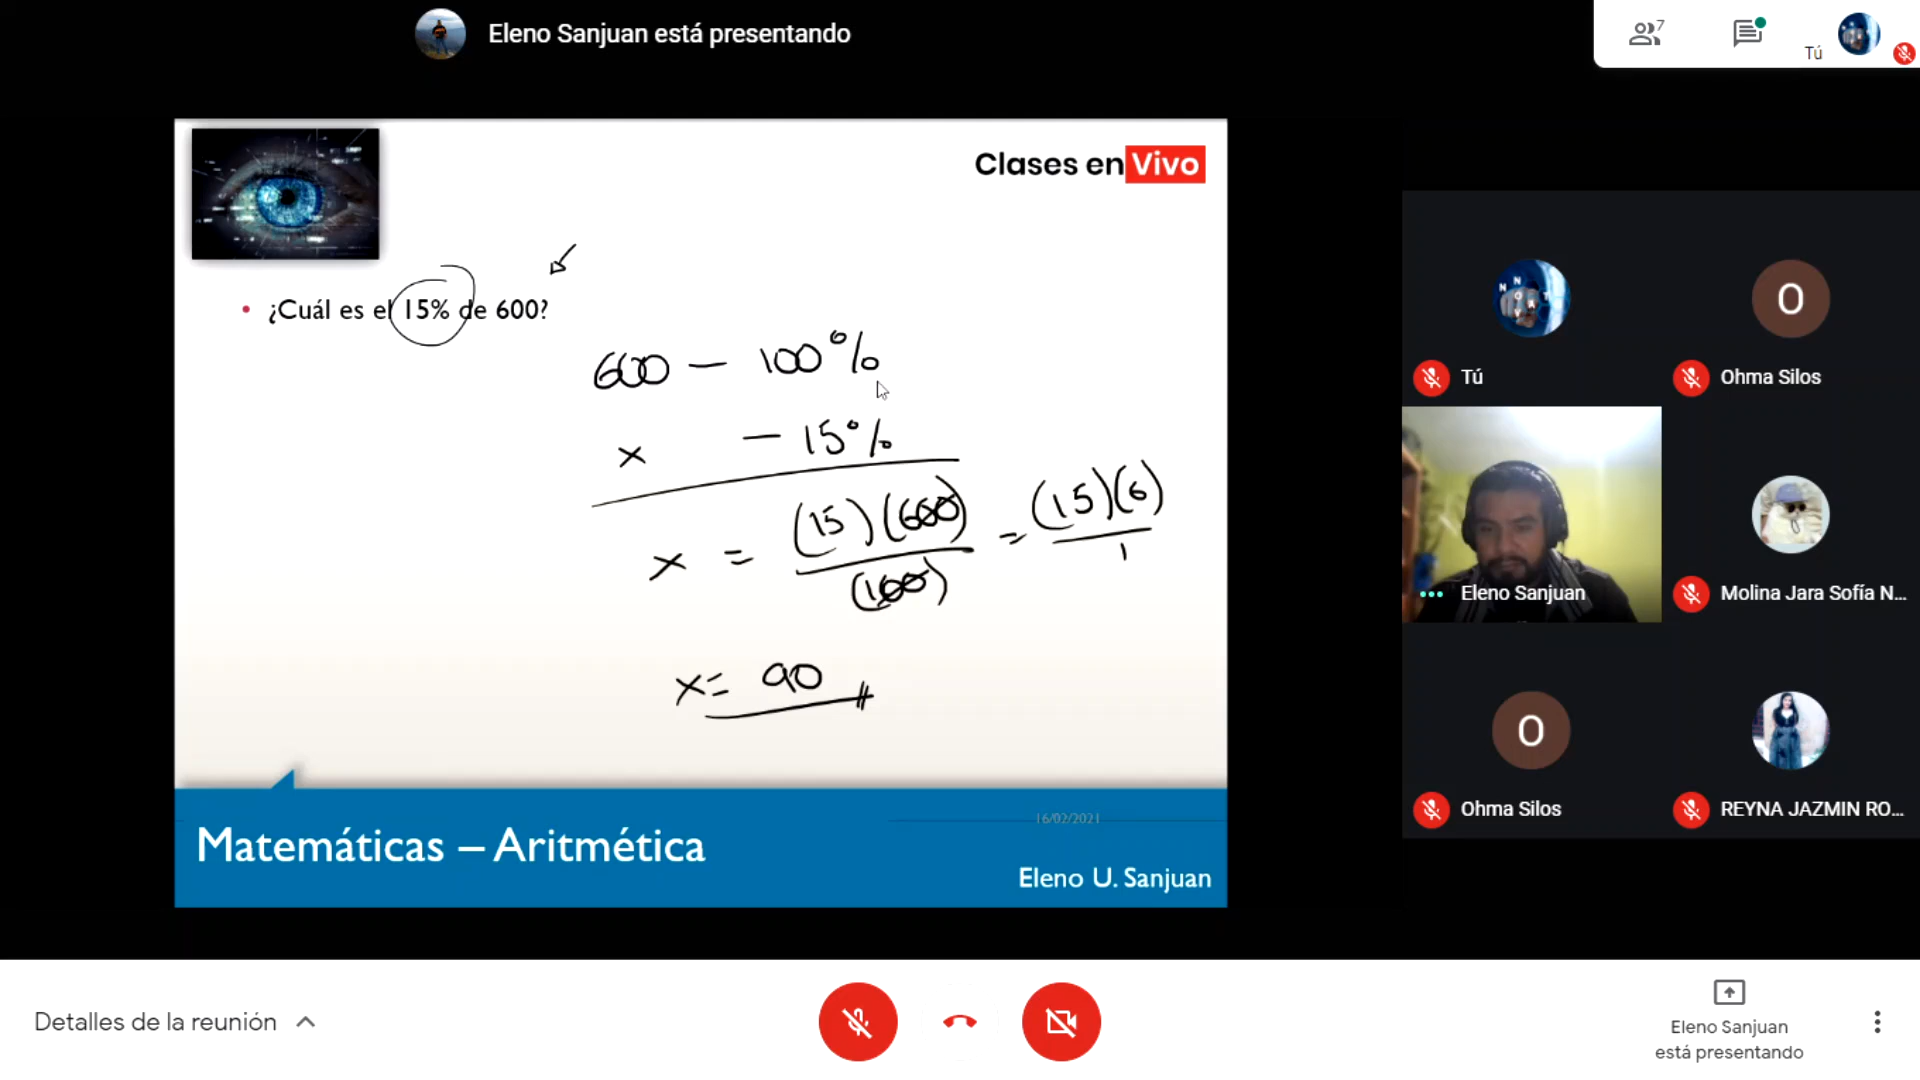 Eleno Sanjuan está presentando
7
Tú
Clases en Vivo
• ¿Cuál es el 15% de 600?
600 — 100%
x — 15%
x = (15)(600) / (100) = (15)(6) / 1
x = 90
16/02/2021
Matemáticas – Aritmética
Eleno U. Sanjuan
N N O A T V
Tú
O
Ohma Silos
Eleno Sanjuan
Molina Jara Sofía N...
O
Ohma Silos
REYNA JAZMIN RO...
Detalles de la reunión
Eleno Sanjuan
está presentando